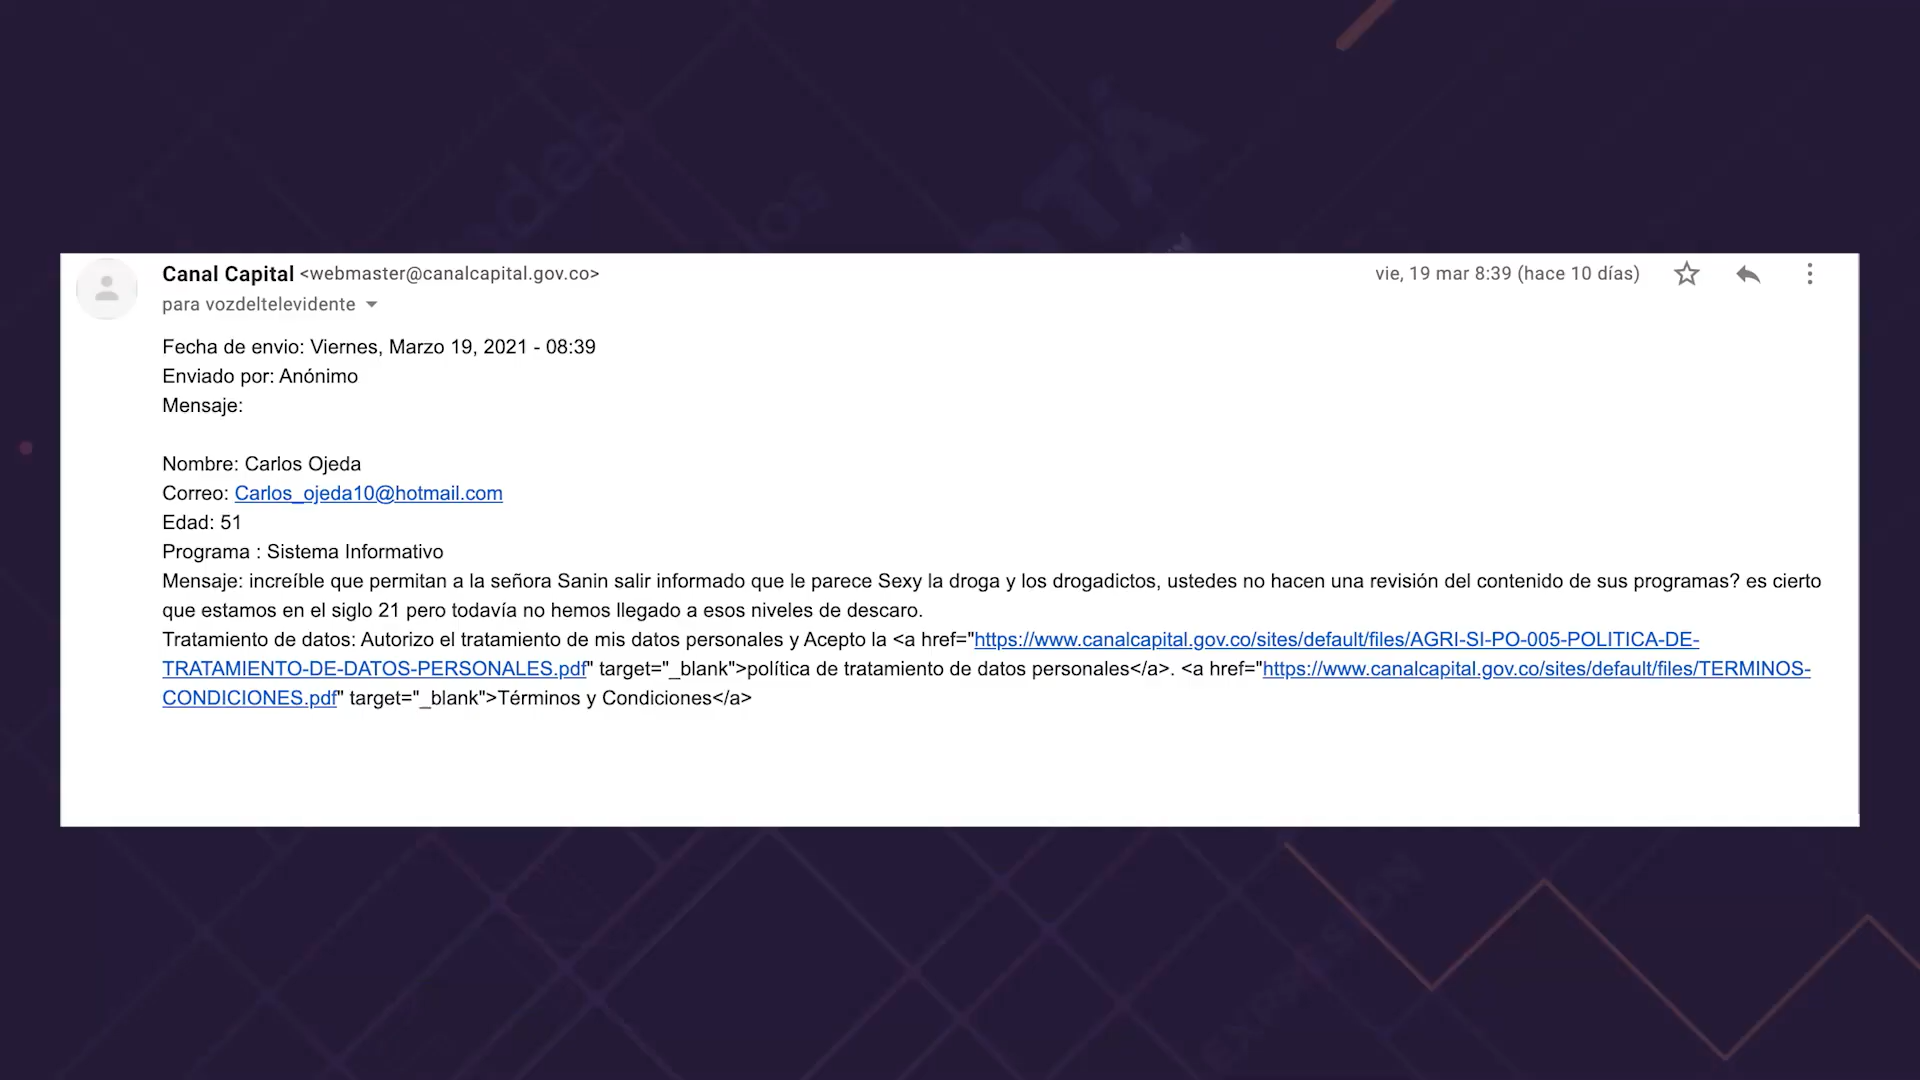 Canal Capital <webmaster@canalcapital.gov.co>
vie, 19 mar 8:39 (hace 10 días)
para vozdeltelevidente
Fecha de envio: Viernes, Marzo 19, 2021 - 08:39
Enviado por: Anónimo
Mensaje:
Nombre: Carlos Ojeda
Correo: Carlos_ojeda10@hotmail.com
Edad: 51
Programa : Sistema Informativo
Mensaje: increíble que permitan a la señora Sanin salir informado que le parece Sexy la droga y los drogadictos, ustedes no hacen una revisión del contenido de sus programas? es cierto
que estamos en el siglo 21 pero todavía no hemos llegado a esos niveles de descaro.
Tratamiento de datos: Autorizo el tratamiento de mis datos personales y Acepto la <a href="https://www.canalcapital.gov.co/sites/default/files/AGRI-SI-PO-005-POLITICA-DE-
TRATAMIENTO-DE-DATOS-PERSONALES.pdf" target="_blank">política de tratamiento de datos personales</a>. <a href="https://www.canalcapital.gov.co/sites/default/files/TERMINOS-
CONDICIONES.pdf" target="_blank">Términos y Condiciones</a>